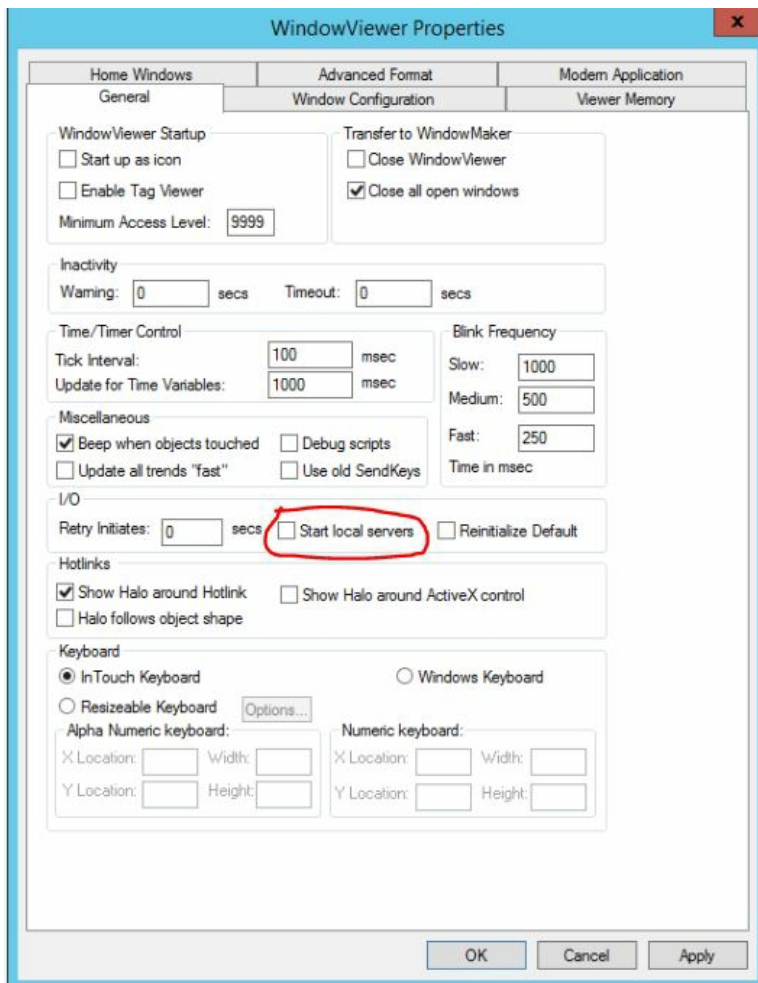 WindowViewer Properties
x
Home Windows
Advanced Format
Modern Application
General
Window Configuration
Viewer Memory
WindowViewer Startup
Start up as icon
Enable Tag Viewer
Minimum Access Level: 9999
Transfer to WindowMaker
Close WindowViewer
Close all open windows
Inactivity
Warning: 0 secs Timeout: 0 secs
Time/Timer Control
Tick Interval: 100 msec
Update for Time Variables: 1000 msec
Blink Frequency
Slow: 1000
Medium: 500
Fast: 250
Time in msec
Miscellaneous
Beep when objects touched
Debug scripts
Update all trends "fast"
Use old SendKeys
I/O
Retry Initiates: 0 secs Start local servers Reinitialize Default
Hotlinks
Show Halo around Hotlink
Show Halo around ActiveX control
Halo follows object shape
Keyboard
InTouch Keyboard
Windows Keyboard
Resizeable Keyboard
Options...
Alpha Numeric keyboard:
X Location: Width:
Y Location: Height:
Numeric keyboard:
X Location: Width:
Y Location: Height:
OK
Cancel
Apply